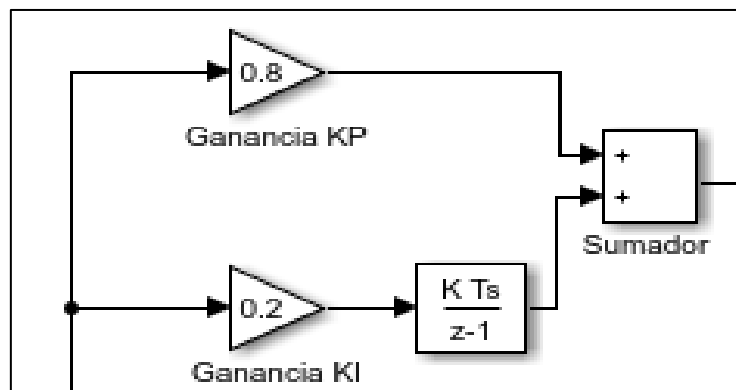 0.8
Ganancia KP
+
+
Sumador
0.2
K Ts
z-1
Ganancia KI